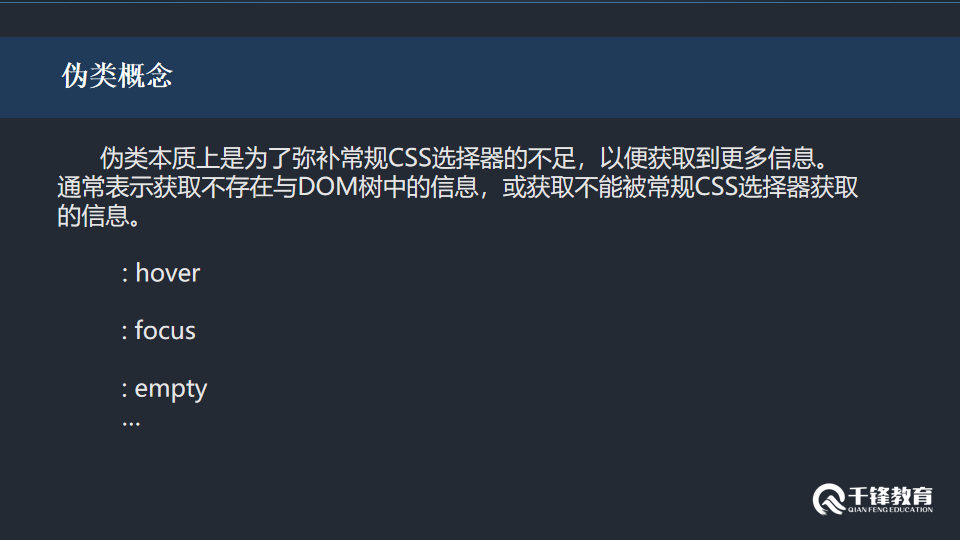 伪类概念
伪类本质上是为了弥补常规CSS选择器的不足，以便获取到更多信息。
通常表示获取不存在与DOM树中的信息，或获取不能被常规CSS选择器获取
的信息。
: hover
: focus
: empty
...
千锋教育
QIAN FENG EDUCATION